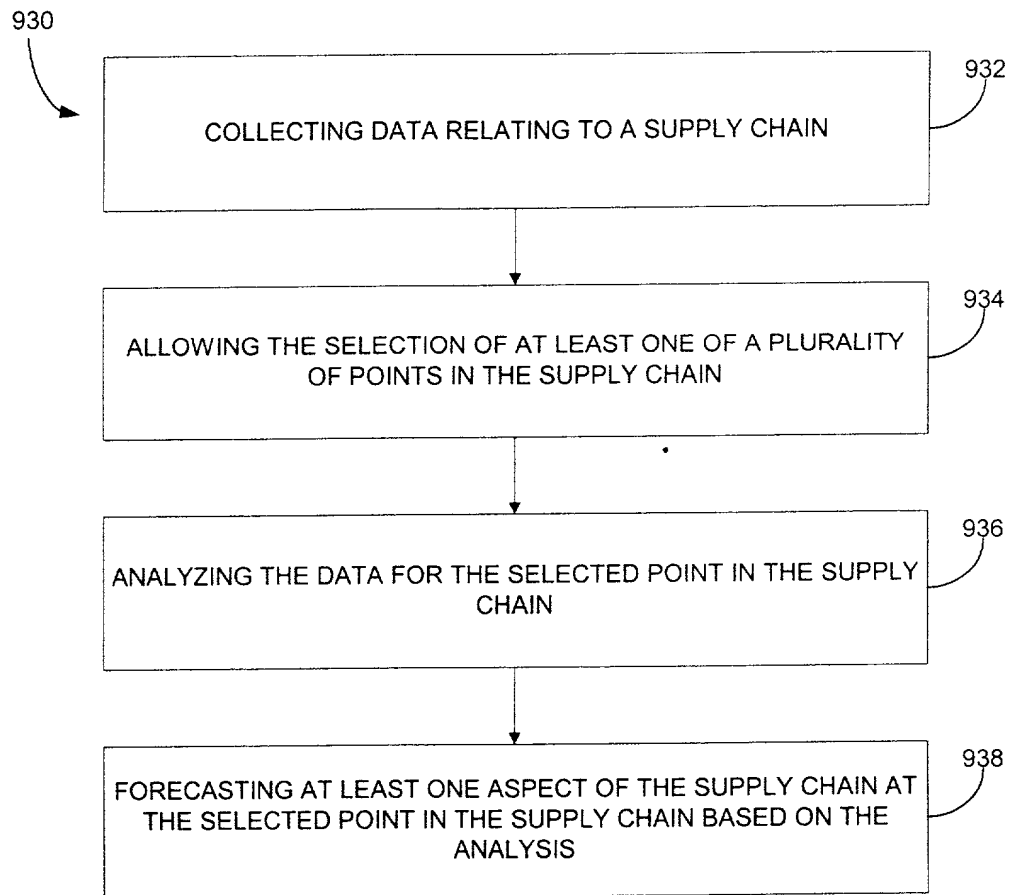 930
932
COLLECTING DATA RELATING TO A SUPPLY CHAIN
934
ALLOWING THE SELECTION OF AT LEAST ONE OF A PLURALITY
OF POINTS IN THE SUPPLY CHAIN
936
ANALYZING THE DATA FOR THE SELECTED POINT IN THE SUPPLY
CHAIN
938
FORECASTING AT LEAST ONE ASPECT OF THE SUPPLY CHAIN AT
THE SELECTED POINT IN THE SUPPLY CHAIN BASED ON THE
ANALYSIS